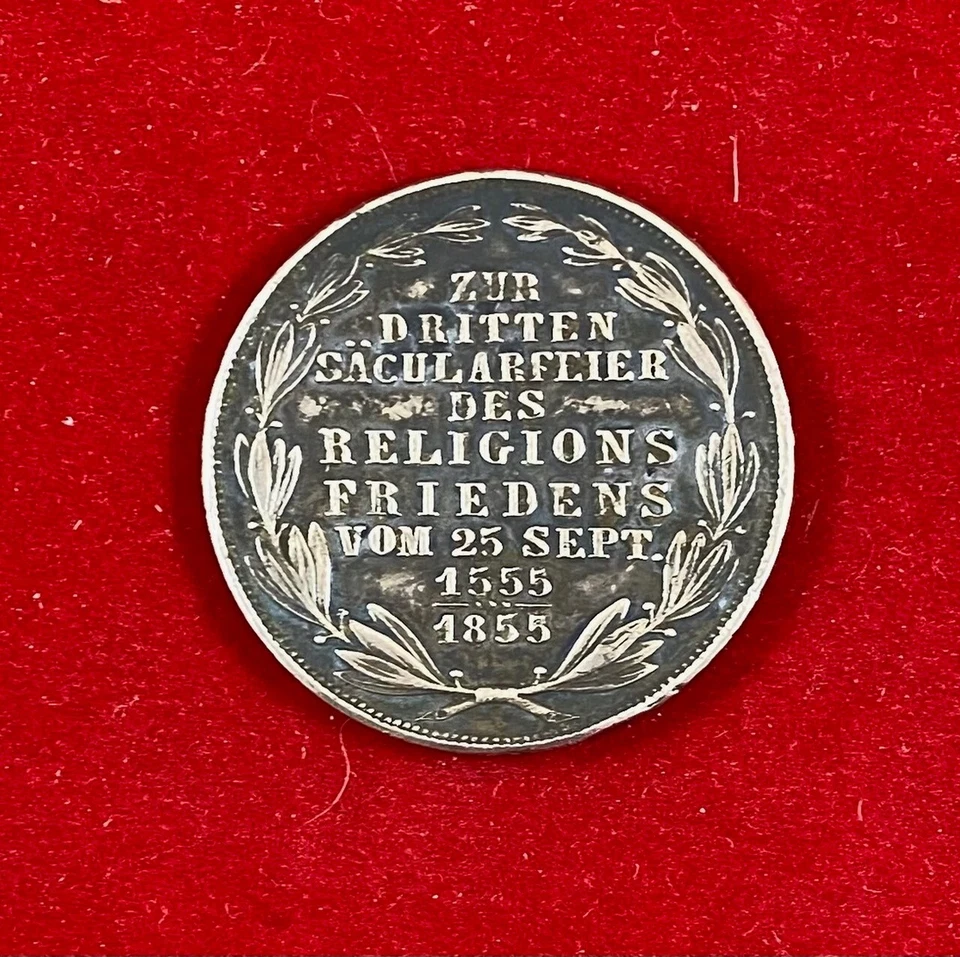 ZUR
DRITTEN
SÄCULARFEIER
DES
RELIGIONS
FRIEDENS
VOM 25 SEPT.
1555
1855